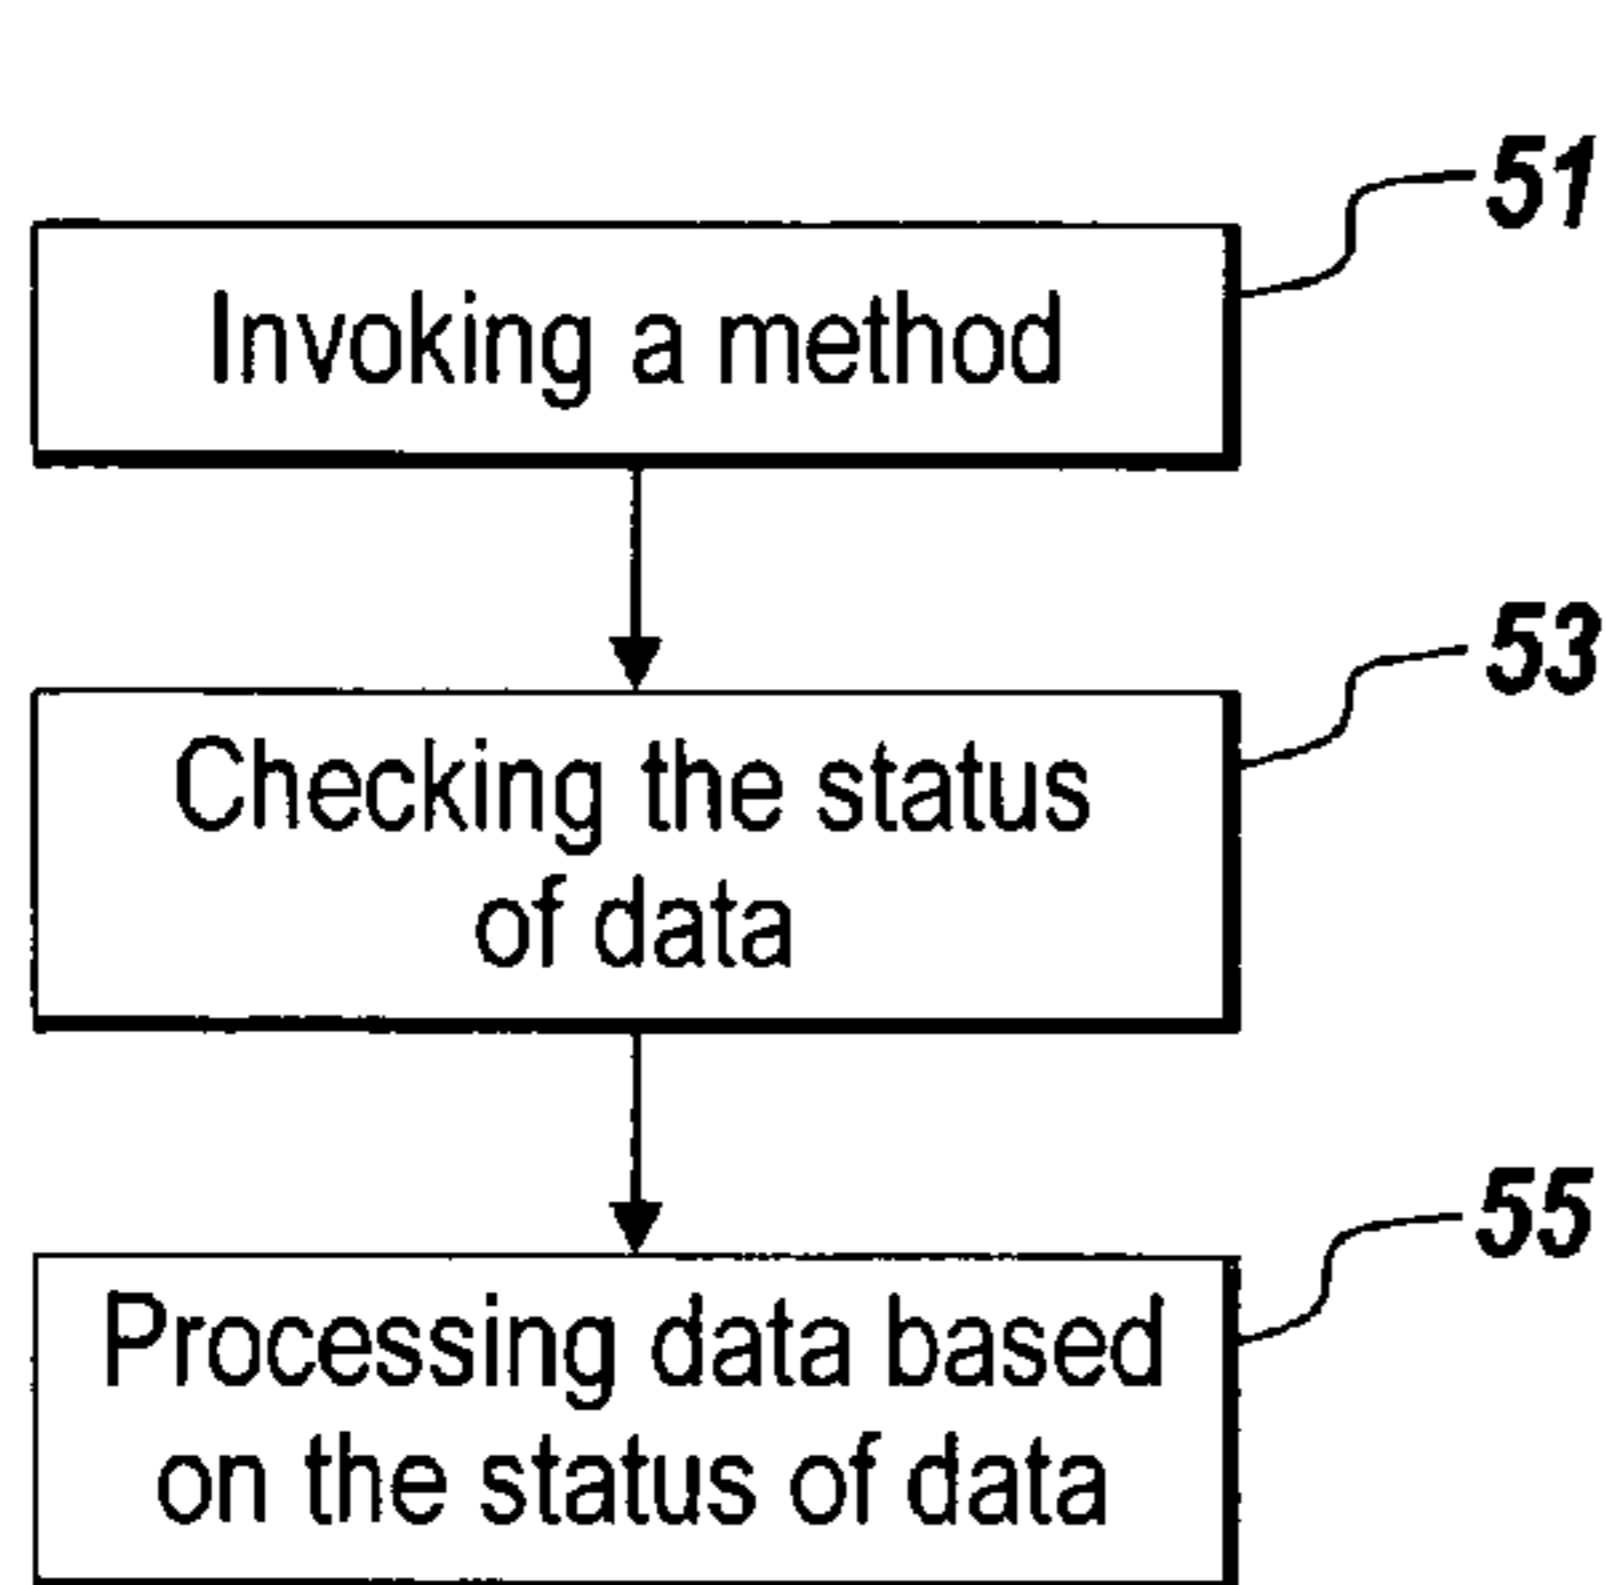 51
Invoking a method
53
Checking the status
of data
55
Processing data based
on the status of data